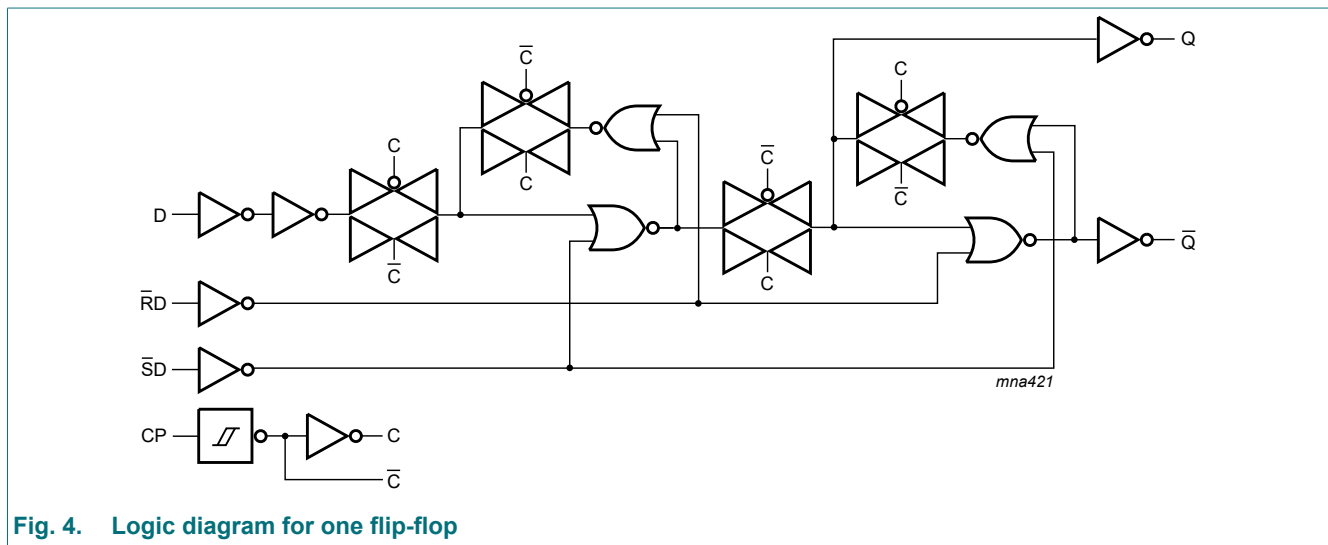 C̅
C
Q
C
C̅
C
C̅
D
C̅
C
Q̅
R̅D
S̅D
mna421
CP
C
C̅
Fig. 4. Logic diagram for one flip-flop